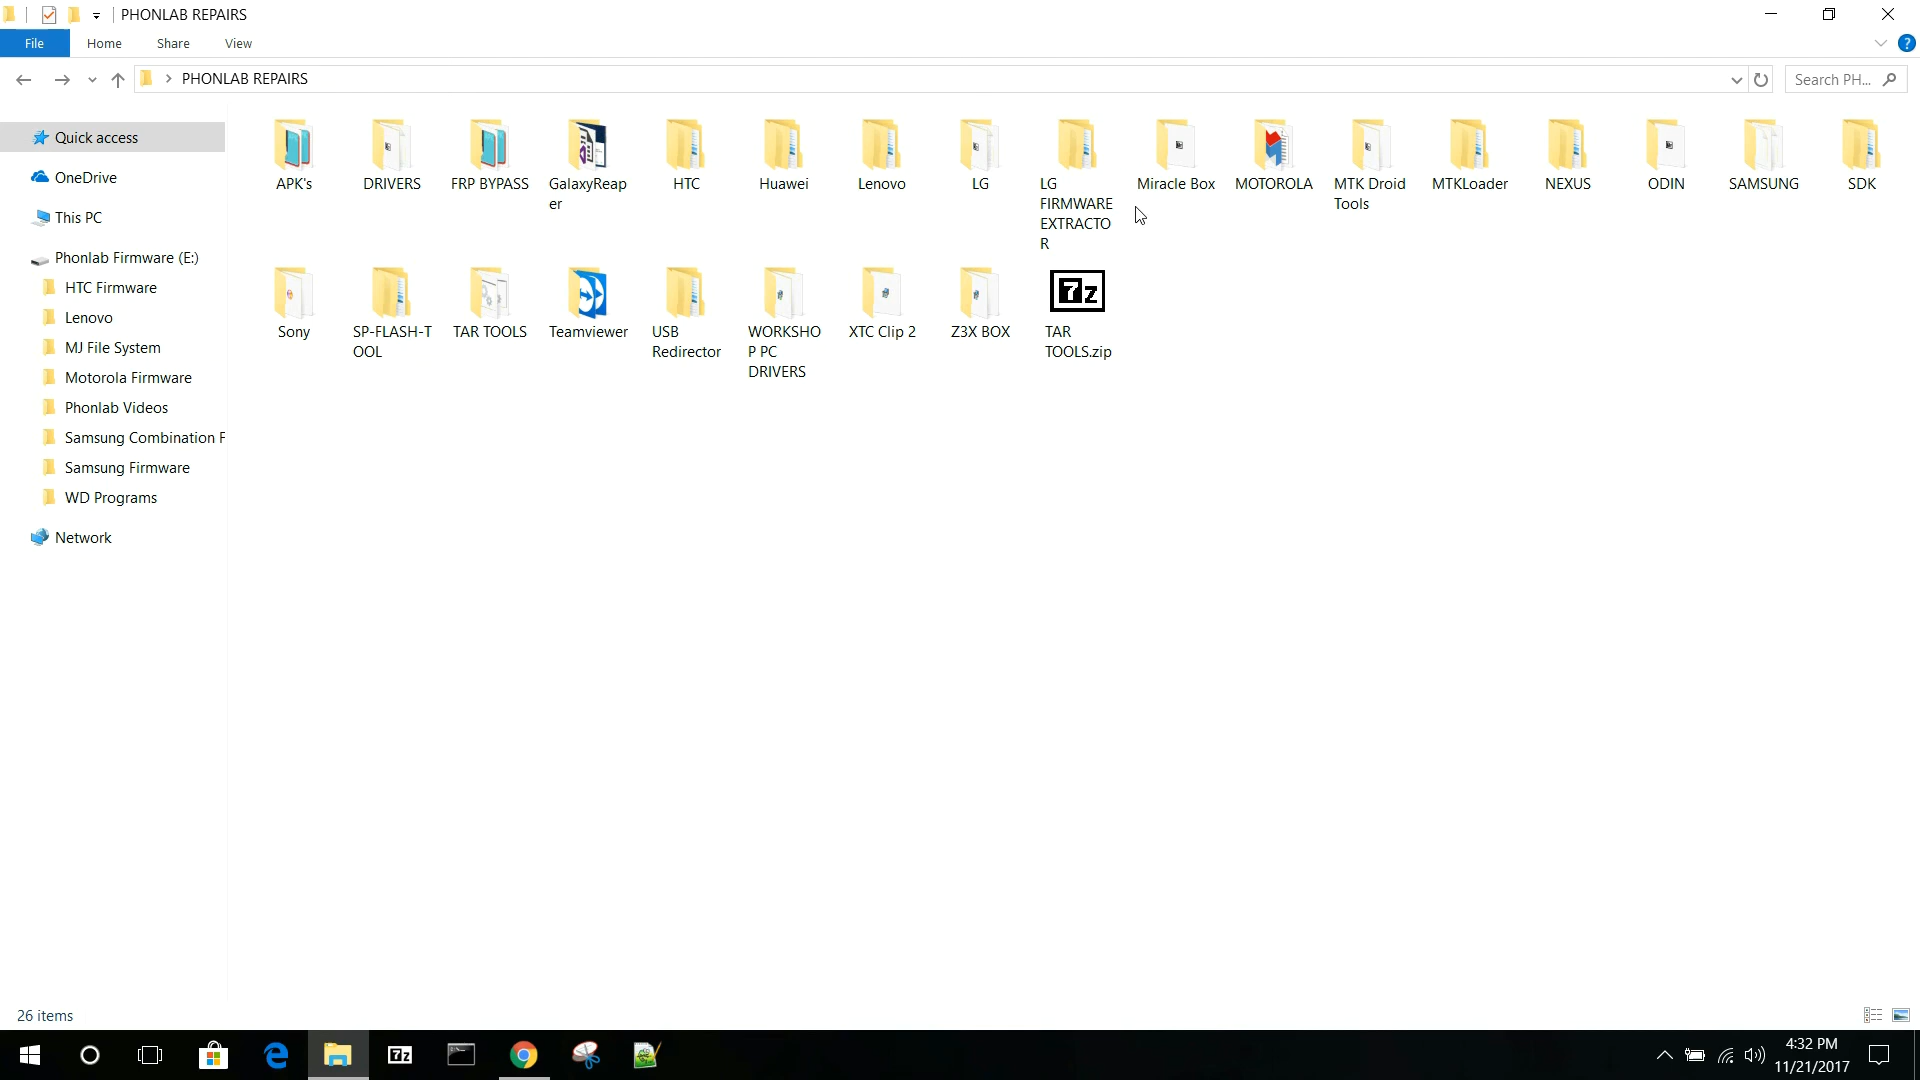 PHONLAB REPAIRS
File Home Share View
PHONLAB REPAIRS
Search PH...
Quick access
OneDrive
This PC
Phonlab Firmware (E:)
HTC Firmware
Lenovo
MJ File System
Motorola Firmware
Phonlab Videos
Samsung Combination F
Samsung Firmware
WD Programs
Network
APK's
DRIVERS
FRP BYPASS
GalaxyReap
er
HTC
Huawei
Lenovo
LG
LG
FIRMWARE
EXTRACTO
R
Miracle Box
MOTOROLA
MTK Droid
Tools
MTKLoader
NEXUS
ODIN
SAMSUNG
SDK
Sony
SP-FLASH-T
OOL
TAR TOOLS
Teamviewer
USB
Redirector
WORKSHO
P PC
DRIVERS
XTC Clip 2
Z3X BOX
7z
TAR
TOOLS.zip
26 items
7z
4:32 PM
11/21/2017